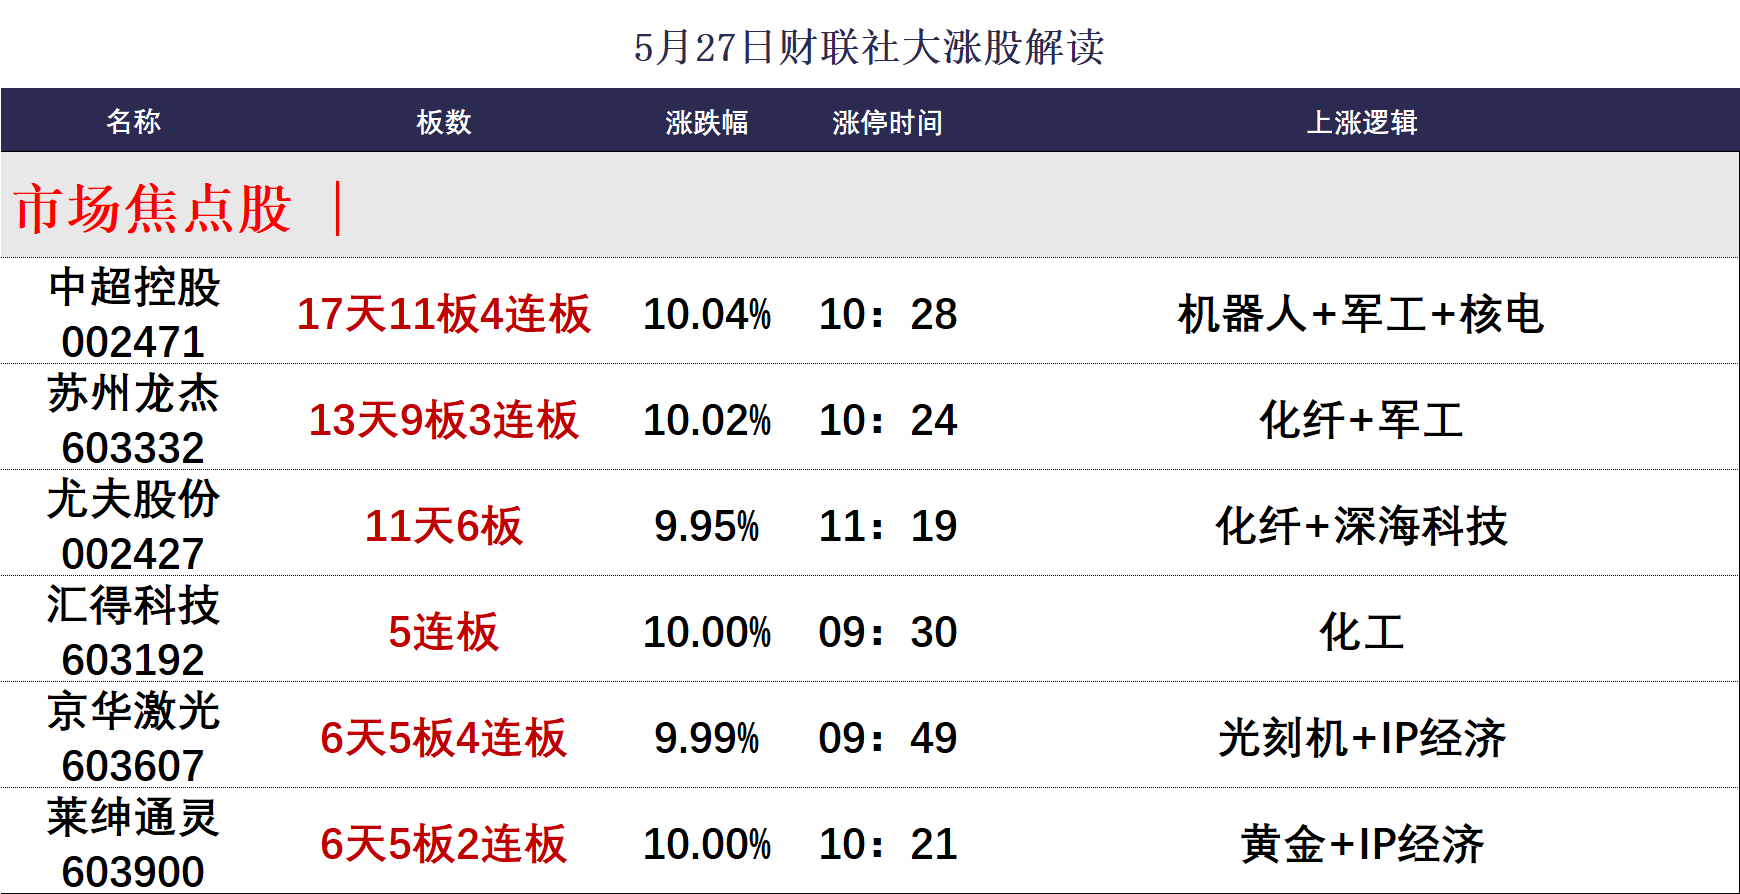 5月27日财联社大涨股解读
名称 板数 涨跌幅 涨停时间 上涨逻辑
市场焦点股 ｜
中超控股
002471 17天11板4连板 10.04% 10：28 机器人+军工+核电
苏州龙杰
603332 13天9板3连板 10.02% 10：24 化纤+军工
尤夫股份
002427 11天6板 9.95% 11：19 化纤+深海科技
汇得科技
603192 5连板 10.00% 09：30 化工
京华激光
603607 6天5板4连板 9.99% 09：49 光刻机+IP经济
莱绅通灵
603900 6天5板2连板 10.00% 10：21 黄金+IP经济